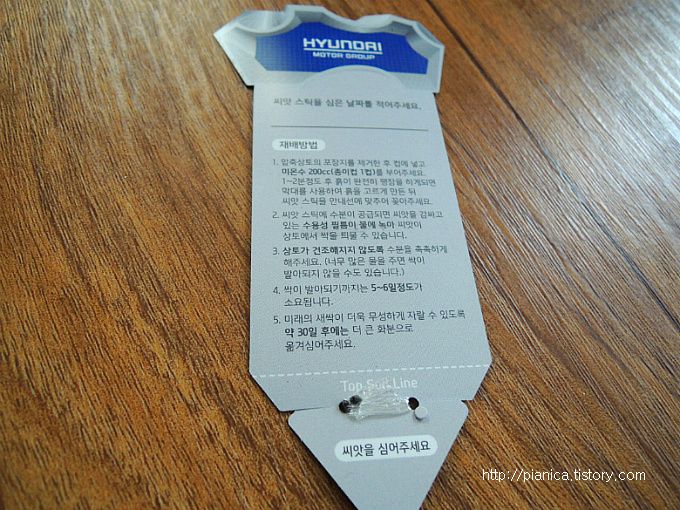 HYUNDAI
MOTOR GROUP
씨앗 스틱을 심은 날짜를 적어주세요.
재배방법
1. 압축상토의 포장지를 제거한 후 컵에 넣고
미온수 200cc(종이컵 1컵)를 부어주세요.
1~2분정도 후 흙이 완전히 팽창을 하게되면
막대를 사용하여 흙을 고르게 만든 뒤
씨앗 스틱을 안내선에 맞추어 꽂아주세요.
2. 씨앗 스틱에 수분이 공급되면 씨앗을 감싸고
있는 수용성 필름이 물에 녹아 씨앗이
상토에서 싹을 틔울 수 있습니다.
3. 상토가 건조해지지 않도록 수분을 촉촉하게
해주세요. (너무 많은 물을 주면 싹이
발아되지 않을 수도 있습니다.)
4. 싹이 발아되기까지는 5~6일정도가
소요됩니다.
5. 미래의 새싹이 더욱 무성하게 자랄 수 있도록
약 30일 후에는 더 큰 화분으로
옮겨심어주세요.
Top Soil Line
씨앗을 심어주세요
http://pianica.tistory.com